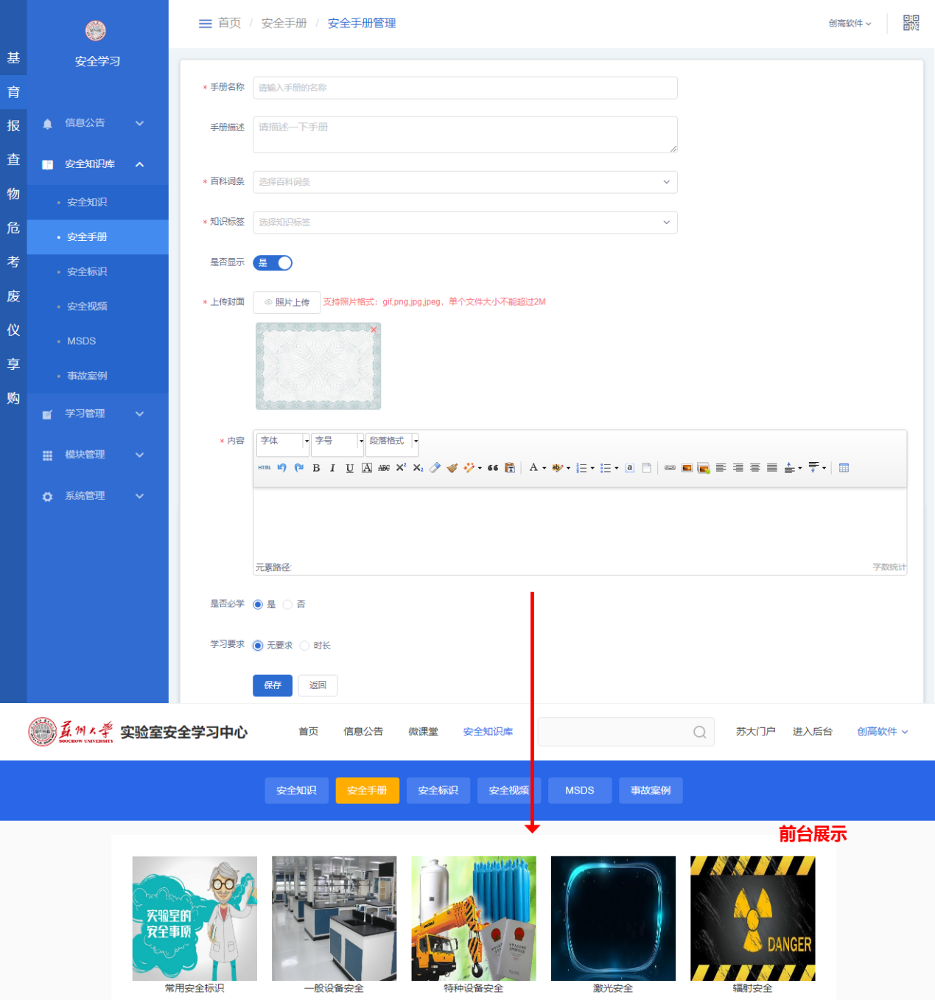 首页 / 安全手册 / 安全手册管理
创高软件
基
育
报
查
物
危
考
废
仪
享
购
安全学习
信息公告
安全知识库
安全知识
安全手册
安全标识
安全视频
MSDS
事故案例
学习管理
模块管理
系统管理
* 手册名称 请输入手册的名称
手册描述 请描述一下手册
* 百科词条 选择百科词条
* 知识标签 选择知识标签
是否显示 是
* 上传封面 照片上传 支持照片格式：gif,png,jpg,jpeg，单个文件大小不能超过2M
* 内容 字体 字号 段落格式
HTML B I U A ABC X² X₂ A ab a
元素路径: 字数统计
是否必学 是 否
学习要求 无要求 时长
保存 返回
苏州大学 实验室安全学习中心 首页 信息公告 微课堂 安全知识库 苏大门户 进入后台 创高软件
SOOCHOW UNIVERSITY
安全知识 安全手册 安全标识 安全视频 MSDS 事故案例
前台展示
实验室的
安全事项
DANGER
常用安全标识 一般设备安全 特种设备安全 激光安全 辐射安全